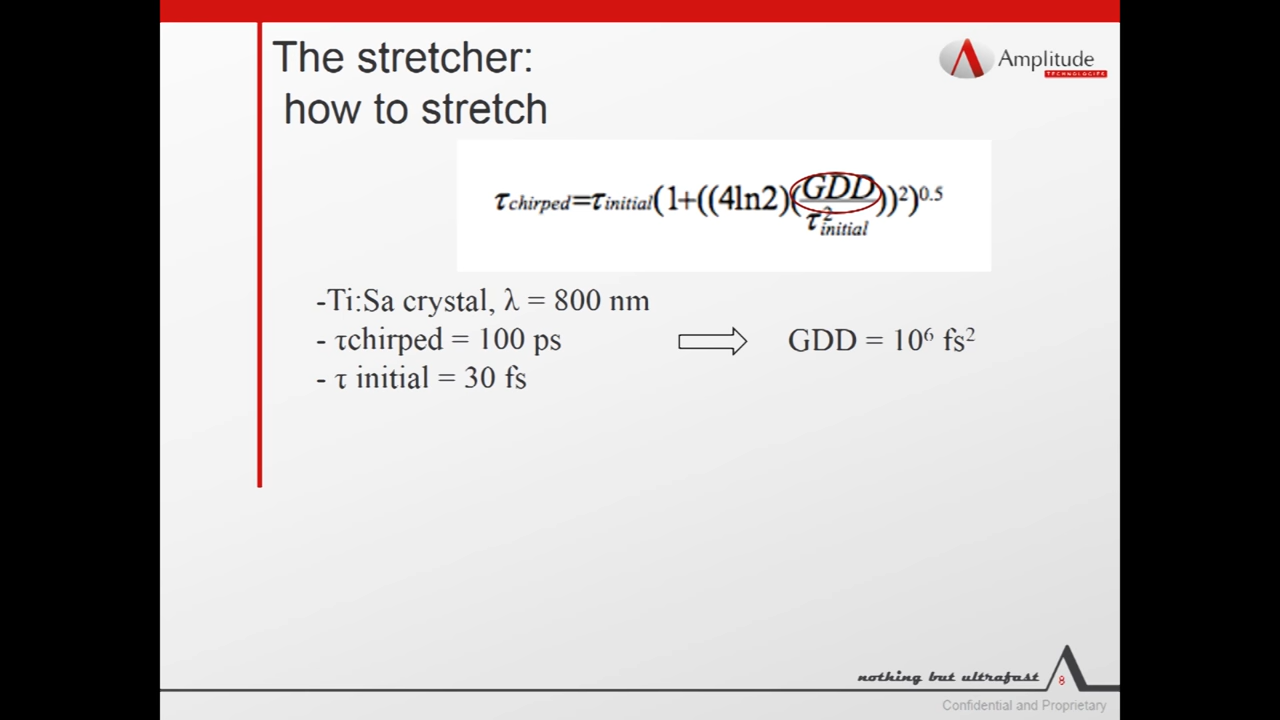 The stretcher:
how to stretch
Amplitude
TECHNOLOGIES
τchirped=τinitial(1+((4ln2)(GDD/τ²initial))²)^0.5
-Ti:Sa crystal, λ = 800 nm
- τchirped = 100 ps
GDD = 10⁶ fs²
- τ initial = 30 fs
nothing but ultrafast
8
Confidential and Proprietary